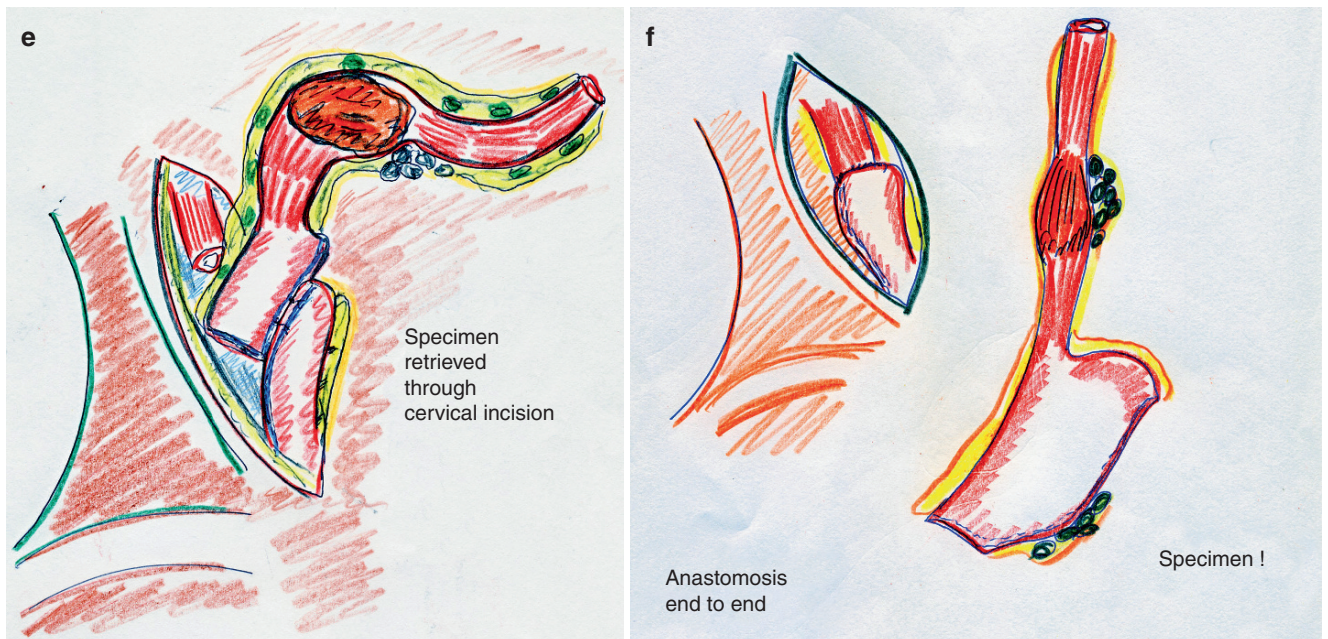 e
Specimen
retrieved
through
cervical incision
f
Anastomosis
end to end
Specimen !